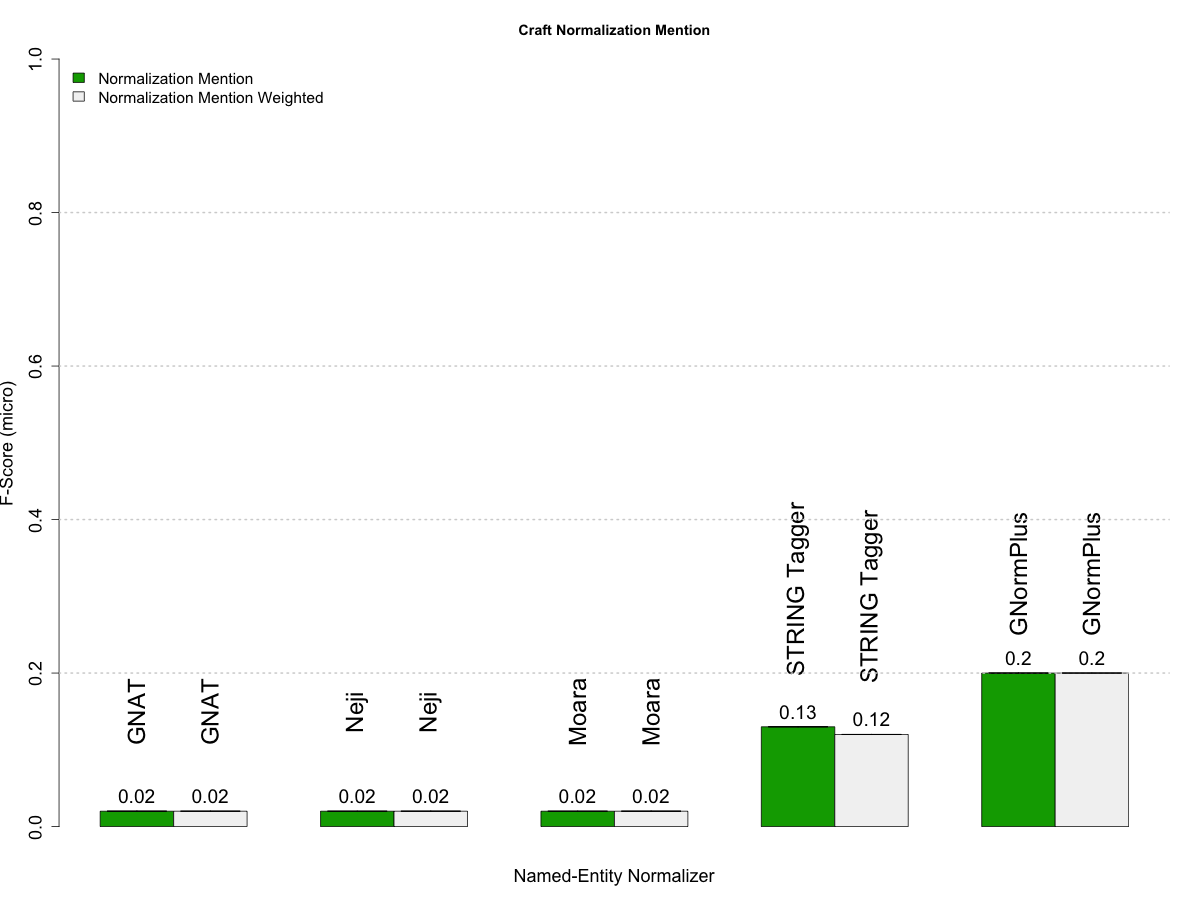 Craft Normalization Mention
Normalization Mention
Normalization Mention Weighted
1.0
0.8
0.6
0.4
0.2
0.0
F-Score (micro)
GNAT
GNAT
Neji
Neji
Moara
Moara
STRING Tagger
STRING Tagger
GNormPlus
GNormPlus
0.02
0.02
0.02
0.02
0.02
0.02
0.13
0.12
0.2
0.2
Named-Entity Normalizer